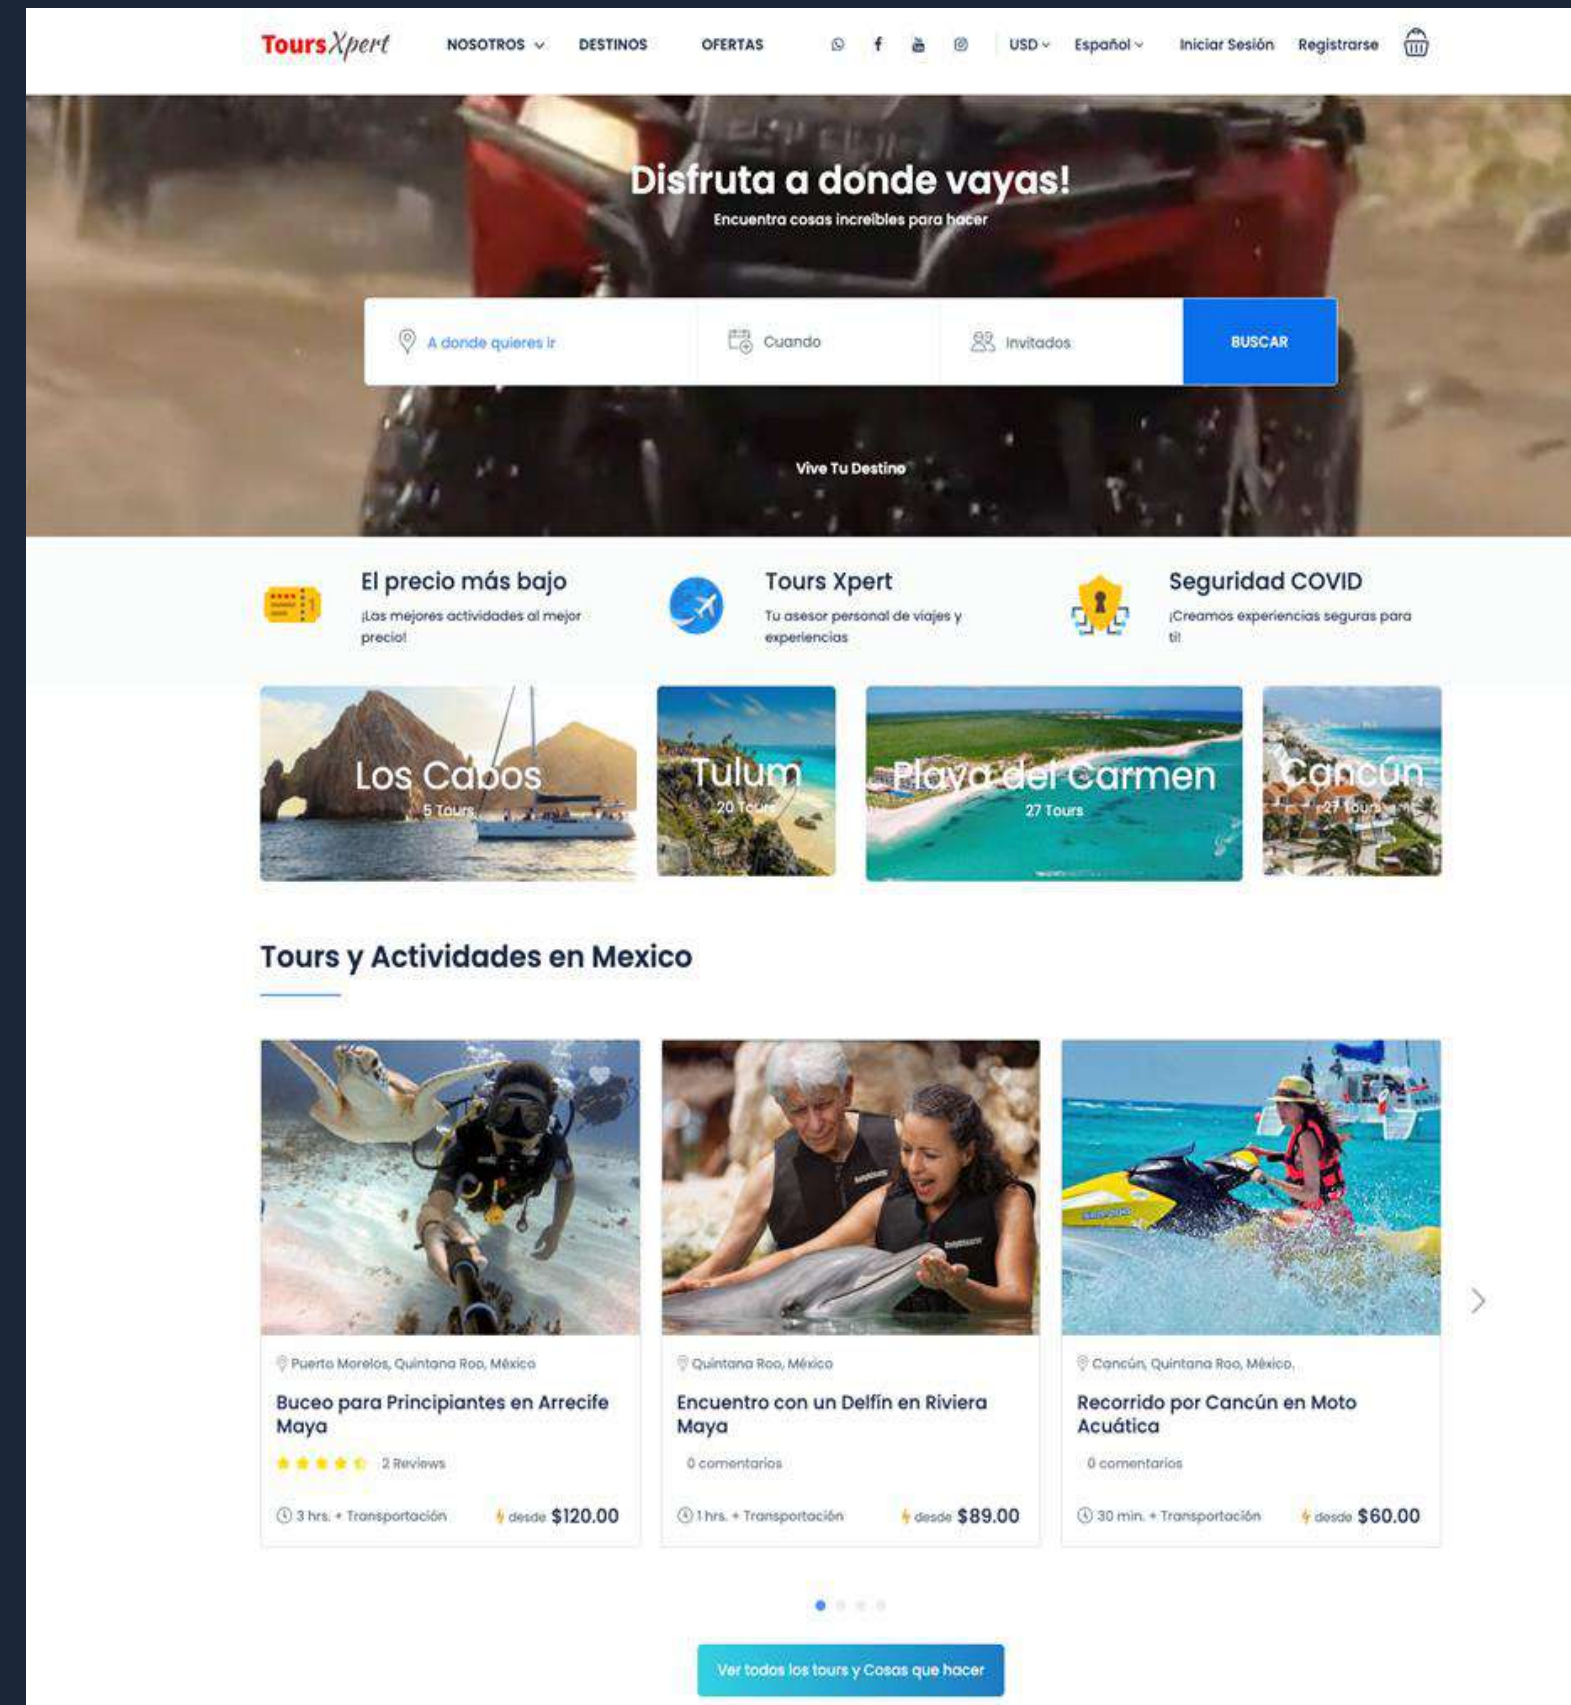 ToursXpert
NOSOTROS
DESTINOS
OFERTAS
USD
Español
Iniciar Sesión
Registrarse
Disfruta a donde vayas!
Encuentra cosas increíbles para hacer
A donde quieres ir
Cuando
Invitados
BUSCAR
Vive Tu Destino
El precio más bajo
¡Las mejores actividades al mejor
precio!
Tours Xpert
Tu asesor personal de viajes y
experiencias
Seguridad COVID
¡Creamos experiencias seguras para
ti!
Los Cabos
5 Tours
Tulum
20 Tours
Playa del Carmen
27 Tours
Cancún
27 Tours
Tours y Actividades en Mexico
Puerto Morelos, Quintana Roo, México
Buceo para Principiantes en Arrecife
Maya
2 Reviews
3 hrs. + Transportación
desde $120.00
Quintana Roo, México
Encuentro con un Delfín en Riviera
Maya
0 comentarios
1 hrs. + Transportación
desde $89.00
Cancún, Quintana Roo, México.
Recorrido por Cancún en Moto
Acuática
0 comentarios
30 min. + Transportación
desde $60.00
Ver todos los tours y Cosas que hacer